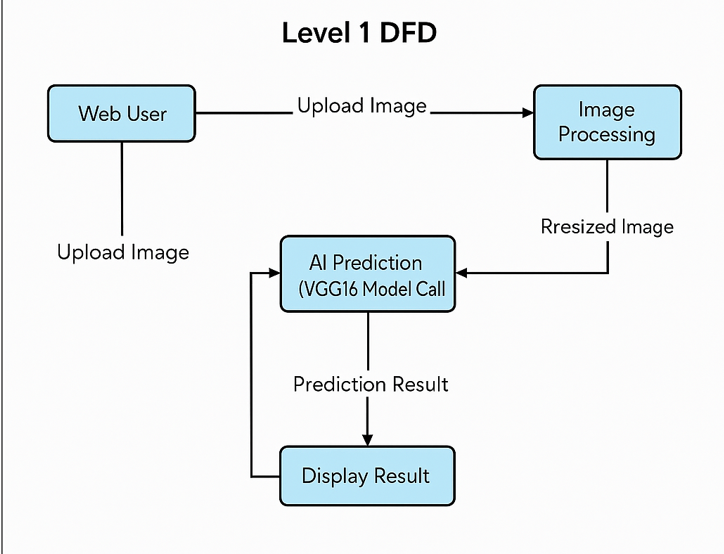 Level 1 DFD
Web User
Upload Image
Image
Processing
Upload Image
Rresized Image
AI Prediction
(VGG16 Model Call
Prediction Result
Display Result